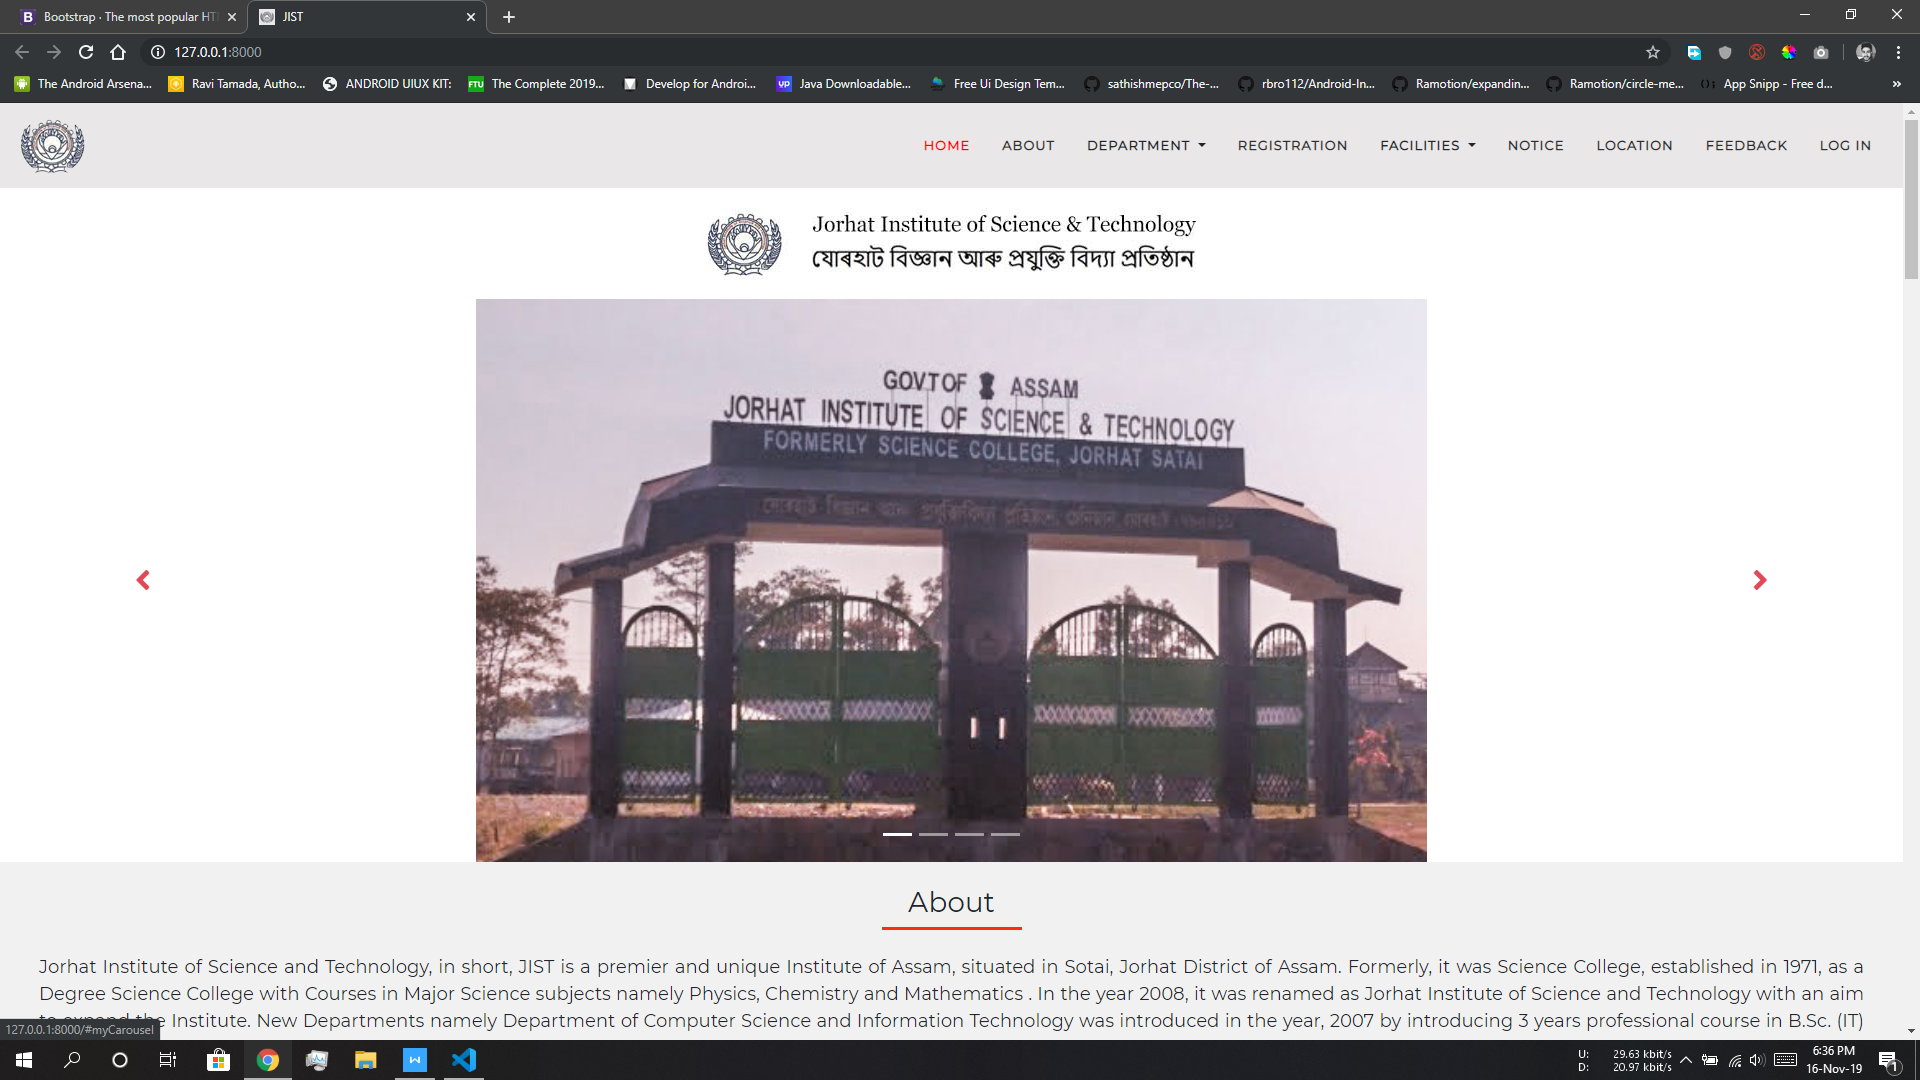 Bootstrap · The most popular HT
JIST
127.0.0.1:8000
The Android Arsena...
Ravi Tamada, Autho...
ANDROID UIUX KIT:
FTU
The Complete 2019...
Develop for Androi...
UP
Java Downloadable...
Free Ui Design Tem...
sathishmepco/The-...
rbro112/Android-In...
Ramotion/expandin...
Ramotion/circle-me...
App Snipp - Free d...
HOME
ABOUT
DEPARTMENT
REGISTRATION
FACILITIES
NOTICE
LOCATION
FEEDBACK
LOG IN
Jorhat Institute of Science & Technology
যোৰহাট বিজ্ঞান আৰু প্ৰযুক্তি বিদ্যা প্ৰতিষ্ঠান
GOVT OF ASSAM
JORHAT INSTITUTE OF SCIENCE & TECHNOLOGY
FORMERLY SCIENCE COLLEGE, JORHAT SATAI
About
Jorhat Institute of Science and Technology, in short, JIST is a premier and unique Institute of Assam, situated in Sotai, Jorhat District of Assam. Formerly, it was Science College, established in 1971, as a
Degree Science College with Courses in Major Science subjects namely Physics, Chemistry and Mathematics . In the year 2008, it was renamed as Jorhat Institute of Science and Technology with an aim
to expand the Institute. New Departments namely Department of Computer Science and Information Technology was introduced in the year, 2007 by introducing 3 years professional course in B.Sc. (IT)
127.0.0.1:8000/#myCarousel
U: 29.63 kbit/s
D: 20.97 kbit/s
6:36 PM
16-Nov-19
1